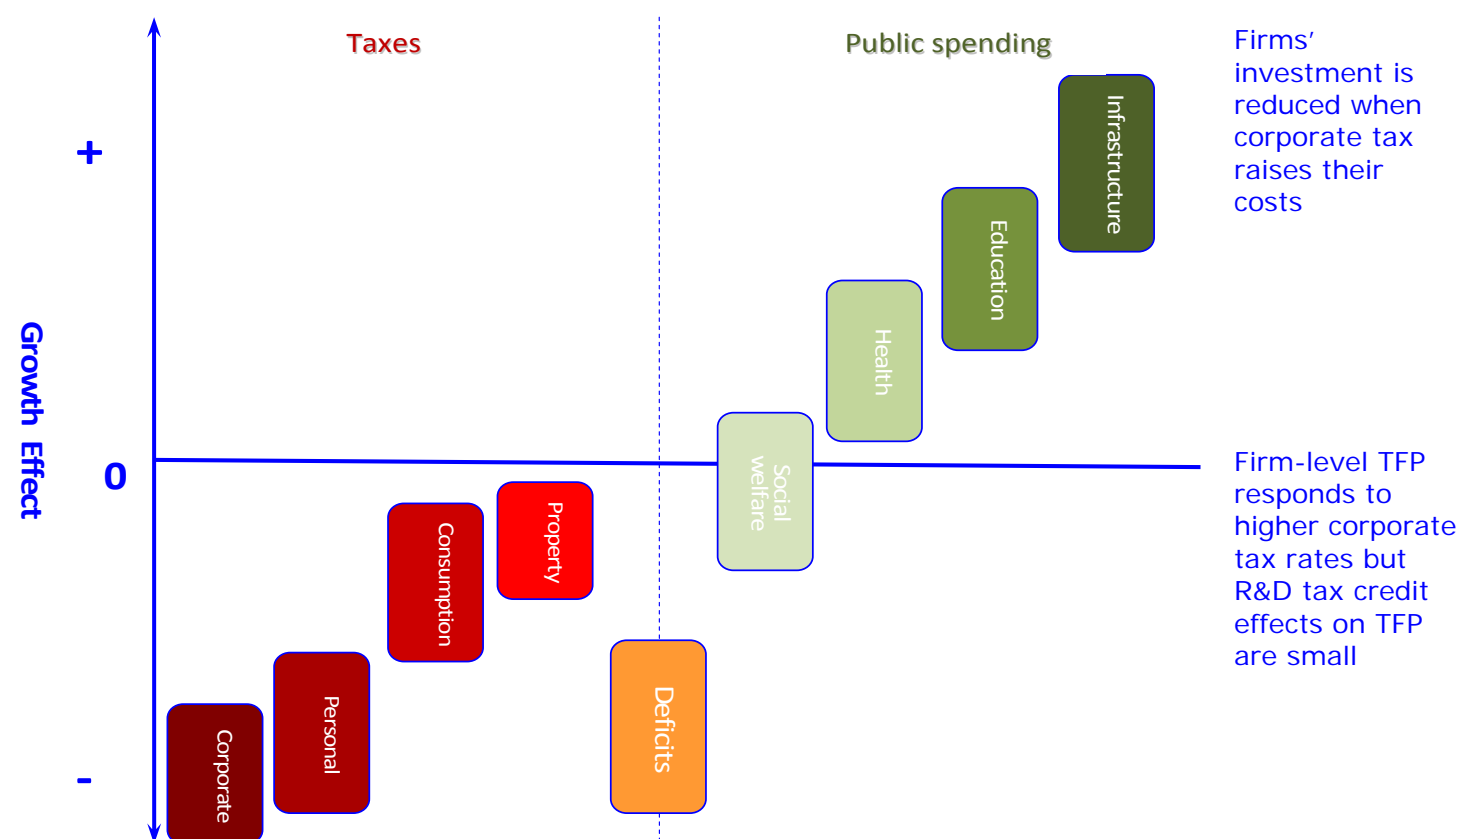 Taxes
Public spending
Firms’
investment is
reduced when
corporate tax
raises their
costs
+
0
-
Growth Effect
Infrastructure
Education
Health
Social
welfare
Property
Consumption
Personal
Corporate
Deficits
Firm-level TFP
responds to
higher corporate
tax rates but
R&D tax credit
effects on TFP
are small